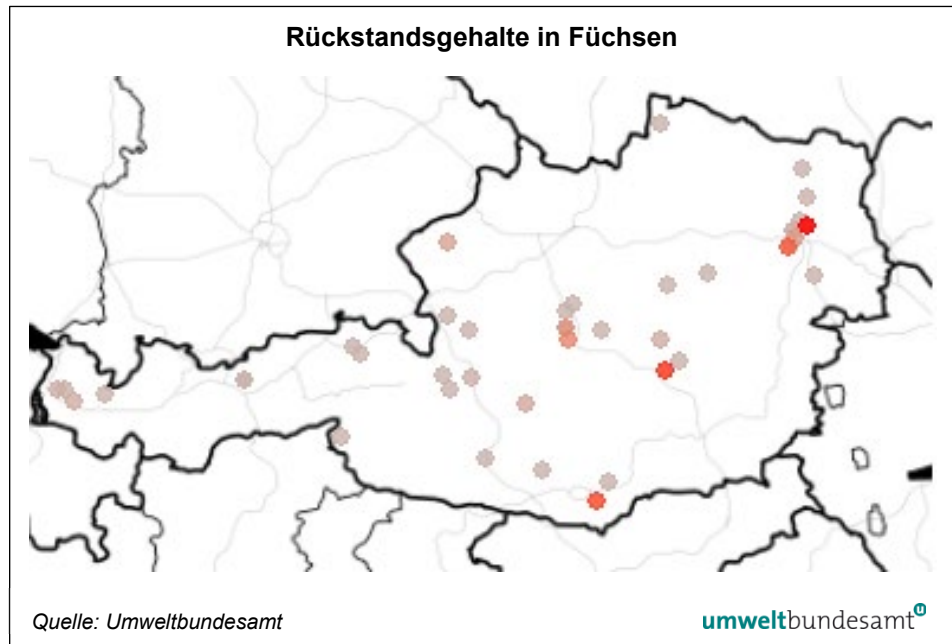 Rückstandsgehalte in Füchsen
Quelle: Umweltbundesamt
umweltbundesamt u